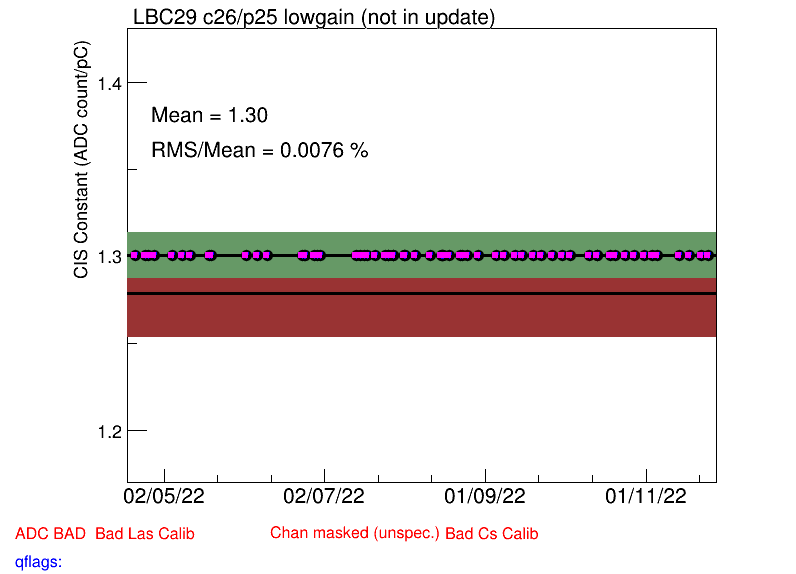 LBC29 c26/p25 lowgain (not in update)
CIS Constant (ADC count/pC)
1.4
Mean = 1.30
RMS/Mean = 0.0076 %
1.3
1.2
02/05/22 02/07/22 01/09/22 01/11/22
ADC BAD Bad Las Calib Chan masked (unspec.) Bad Cs Calib
qflags: